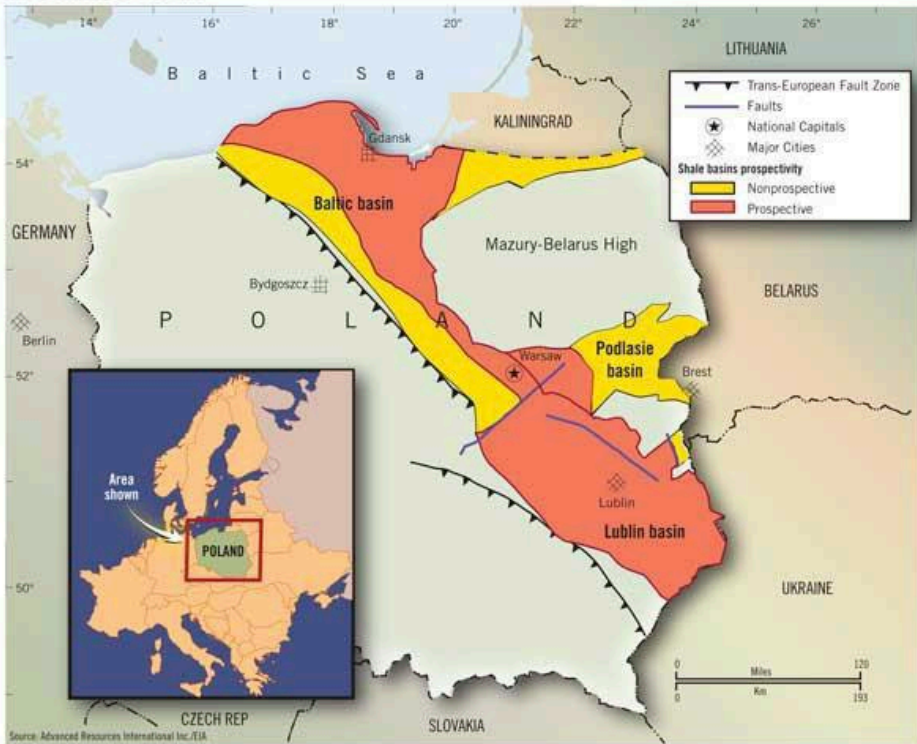 14°
16°
18°
20°
22°
24°
LITHUANIA
Baltic Sea
Trans-European Fault Zone
Faults
National Capitals
Major Cities
Shale basins prospectivity
Nonprospective
Prospective
KALININGRAD
Gdansk
54°
Baltic basin
GERMANY
Mazury-Belarus High
BELARUS
Bydgoszcz
POLAND
Berlin
Podlasie
basin
Warsaw
Brest
52°
Area
shown
POLAND
Lublin
Lublin basin
50°
UKRAINE
0 120
Miles
Km
0 193
CZECH REP
SLOVAKIA
Source: Advanced Resources International Inc./EIA